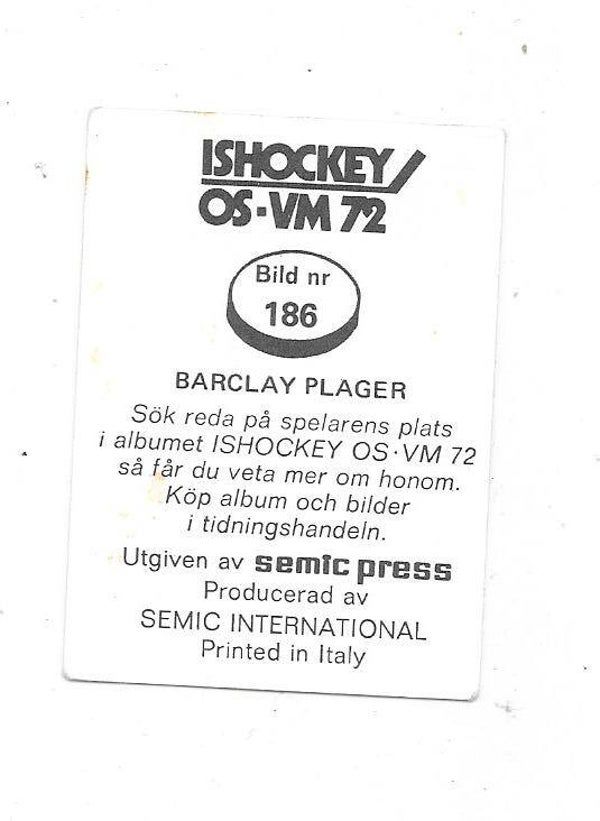 ISHOCKEY
OS·VM 72
Bild nr
186
BARCLAY PLAGER
Sök reda på spelarens plats
i albumet ISHOCKEY OS·VM 72
så får du veta mer om honom.
Köp album och bilder
i tidningshandeln.
Utgiven av semic press
Producerad av
SEMIC INTERNATIONAL
Printed in Italy